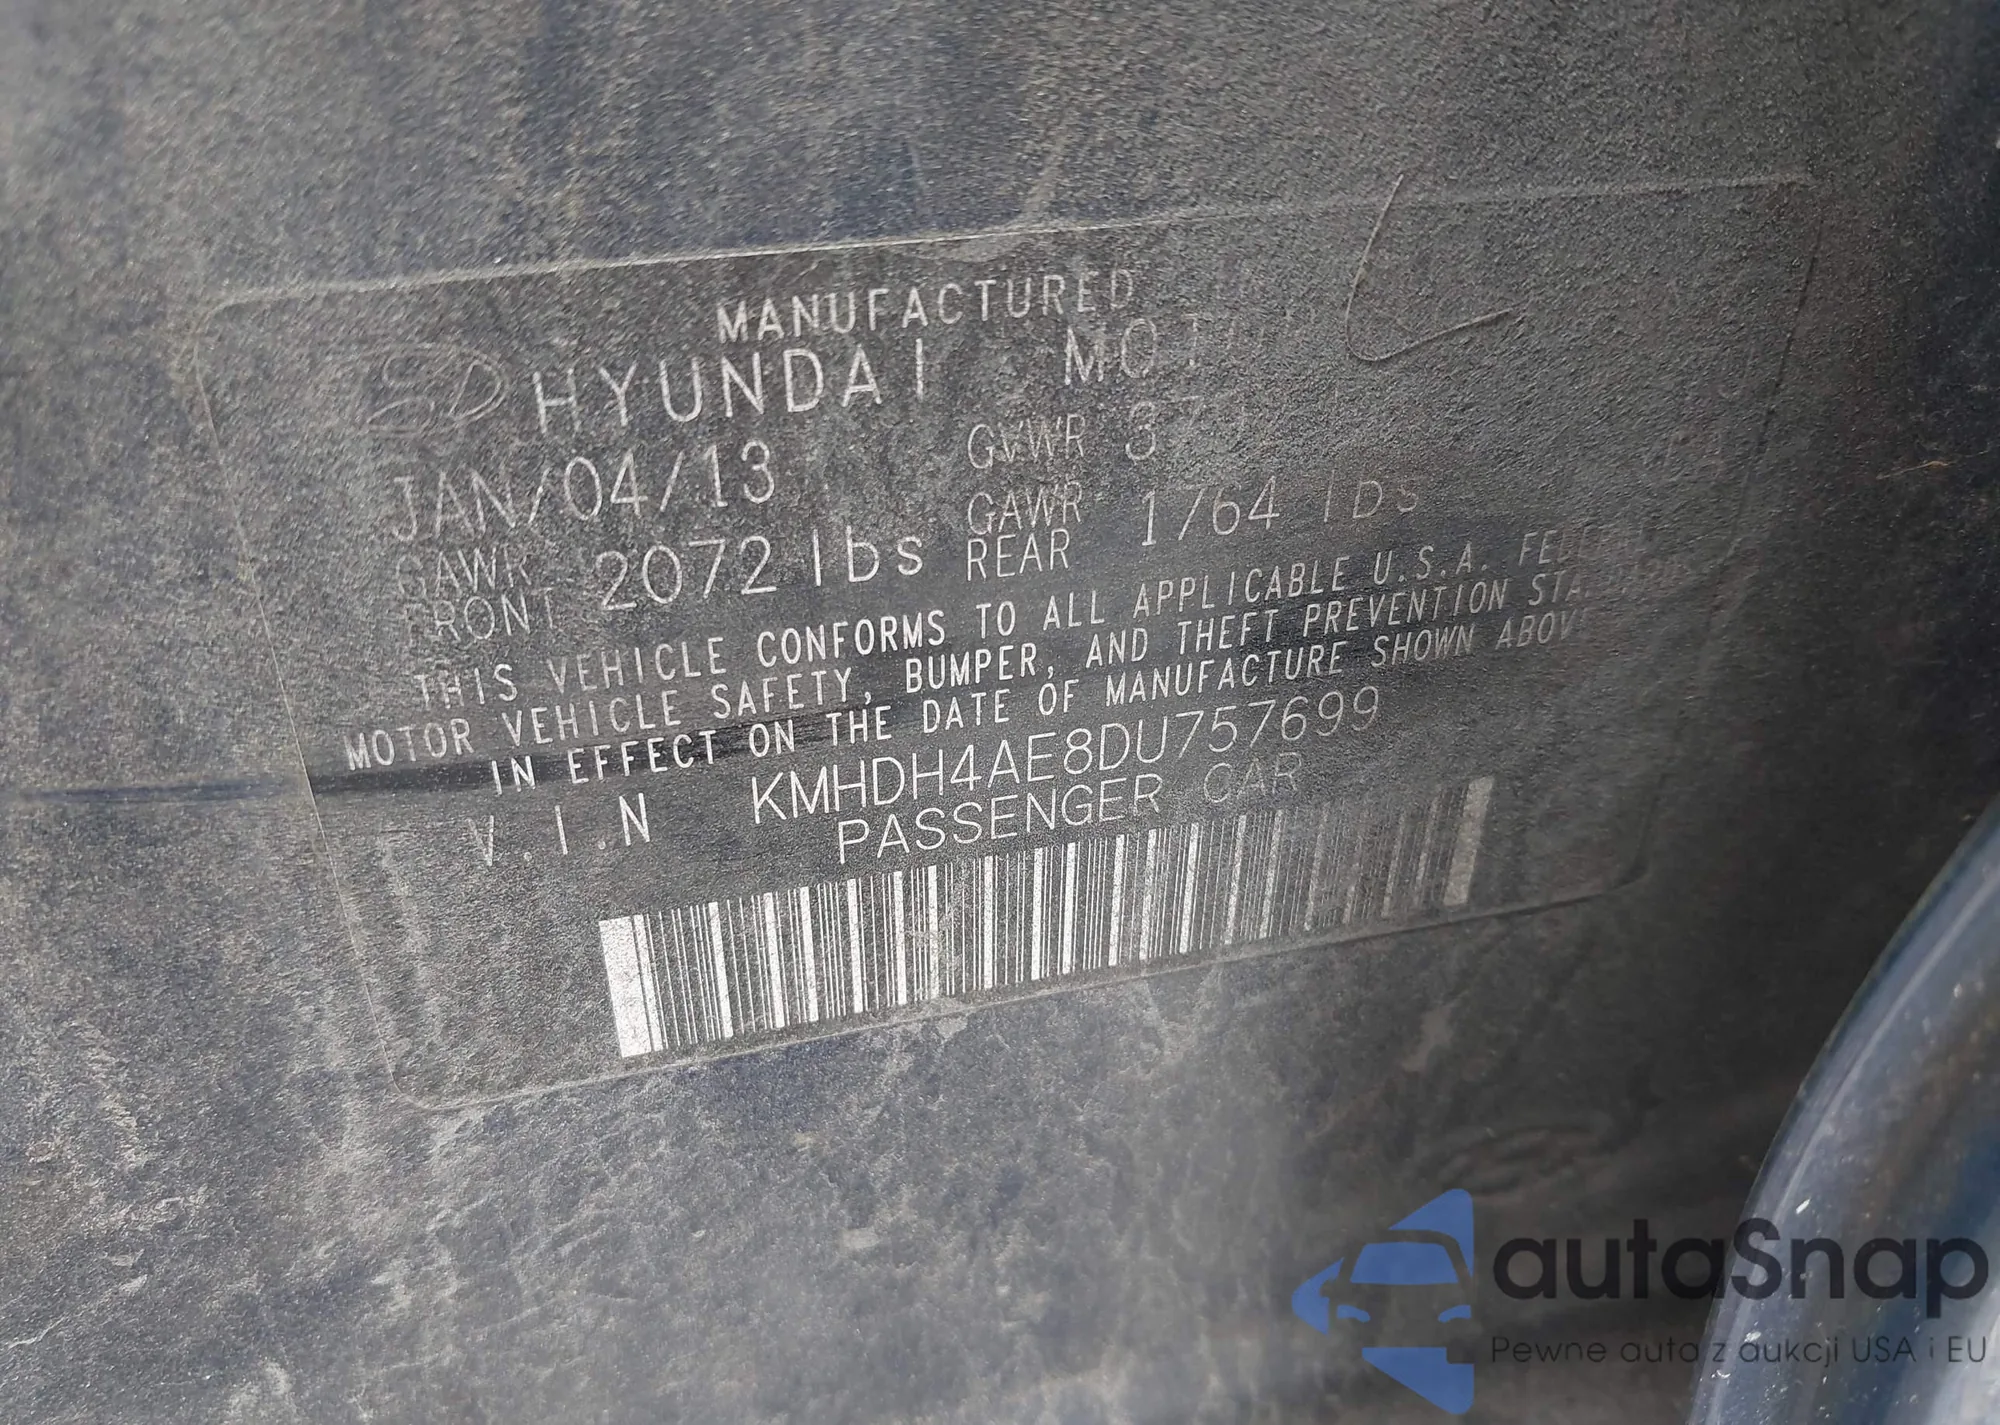 MANUFACTURED
HYUNDAI
JAN/04/13 GVWR
GAWR FRONT 2072 lbs GAWR REAR 1764 lbs
THIS VEHICLE CONFORMS TO ALL APPLICABLE U.S.A.
MOTOR VEHICLE SAFETY, BUMPER, AND THEFT PREVENTION
IN EFFECT ON THE DATE OF MANUFACTURE SHOWN
V.I.N KMHDH4AE8DU757699
PASSENGER CAR
autaSnap
Pewne auta z aukcji USA i EU